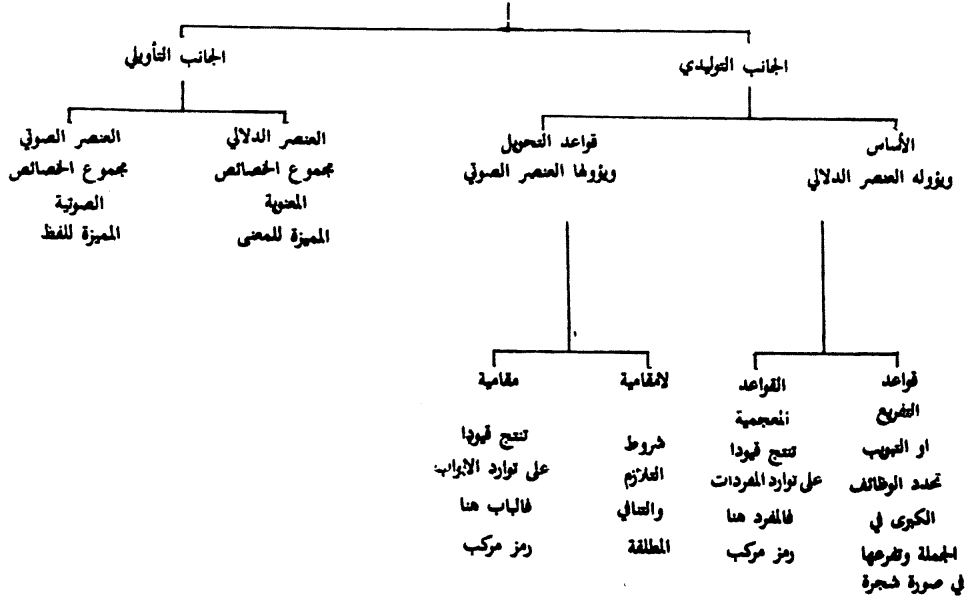 الجانب التوليدي
الجانب التأويلي
الأساس
ويؤوله العنصر الدلالي
قواعد التحويل
ويؤولها العنصر الصوتي
العنصر الدلالي
مجموع الخصائص
المعنوية
المميزة للمعنى
العنصر الصوتي
مجموع الخصائص
الصوتية
المميزة للفظ
قواعد
التفريع
او التبويب
تحدد الوظائف
الكبرى في
الجملة وتفرعها
في صورة شجرة
القواعد
المعجمية
تنتج قيودا
على توارد المفردات
فالمفرد هنا
رمز مركب
لامقامية
شروط
التلازم
والتنافي
المطلقة
مقامية
تنتج قيودا
على توارد الابواب
فالباب هنا
رمز مركب